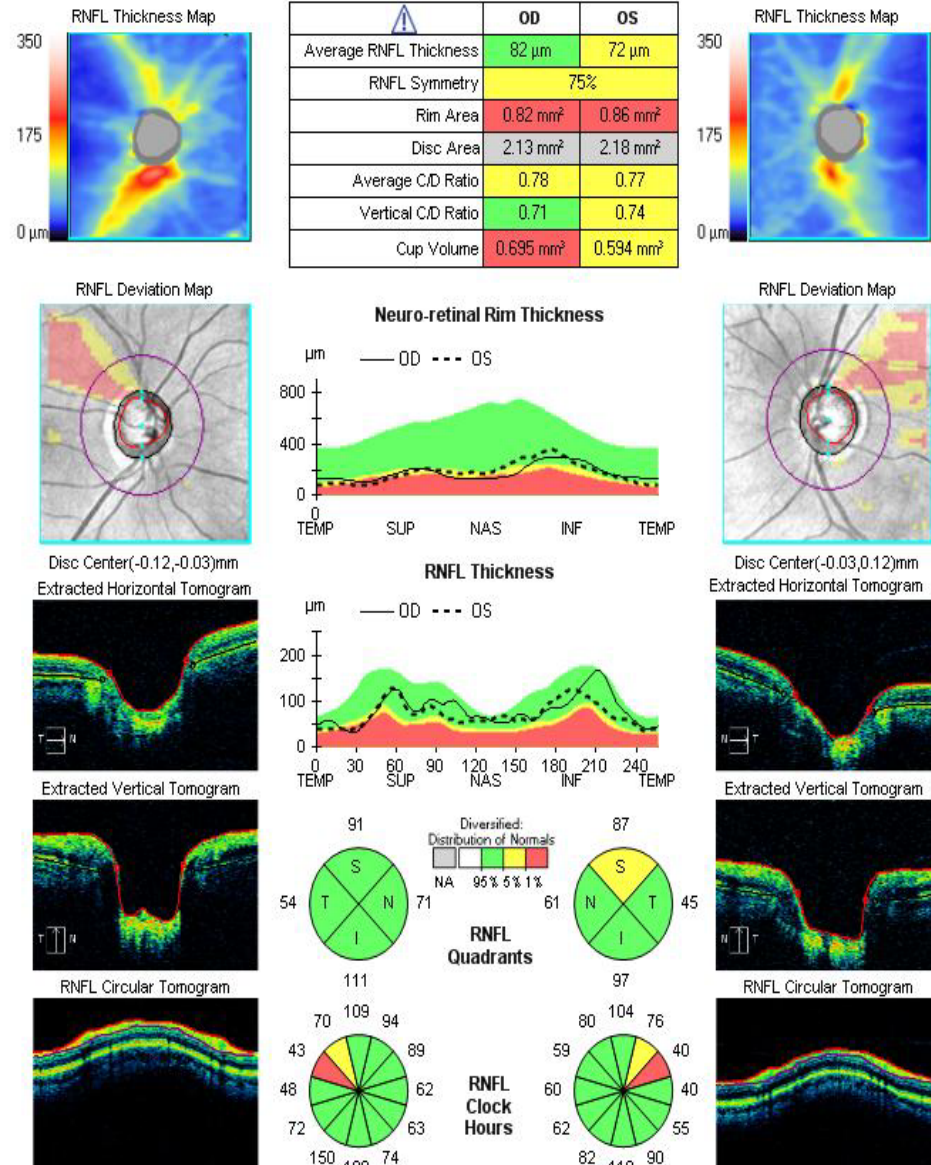 RNFL Thickness Map
OD OS
RNFL Thickness Map
350
175
0 µm
Average RNFL Thickness 82 µm 72 µm
RNFL Symmetry 75%
Rim Area 0.82 mm² 0.86 mm²
Disc Area 2.13 mm² 2.18 mm²
Average C/D Ratio 0.78 0.77
Vertical C/D Ratio 0.71 0.74
Cup Volume 0.695 mm³ 0.594 mm³
350
175
0 µm
RNFL Deviation Map
Disc Center(-0.12,-0.03)mm
Neuro-retinal Rim Thickness
µm OD OS
800
400
0
0
TEMP SUP NAS INF TEMP
RNFL Deviation Map
Disc Center(-0.03,0.12)mm
Extracted Horizontal Tomogram
T N
RNFL Thickness
µm OD OS
200
100
0
0 30 60 90 120 150 180 210 240
TEMP SUP NAS INF TEMP
Extracted Horizontal Tomogram
N T
Extracted Vertical Tomogram
T N
91
S
54 T N 71
I
111
Diversified:
Distribution of Normals
NA 95% 5% 1%
RNFL
Quadrants
87
S
61 N T 45
I
97
Extracted Vertical Tomogram
N T
RNFL Circular Tomogram
70 109 94
43 89
48 62
72 63
150 74
RNFL
Clock
Hours
80 104 76
59 40
60 40
62 55
82 90
RNFL Circular Tomogram